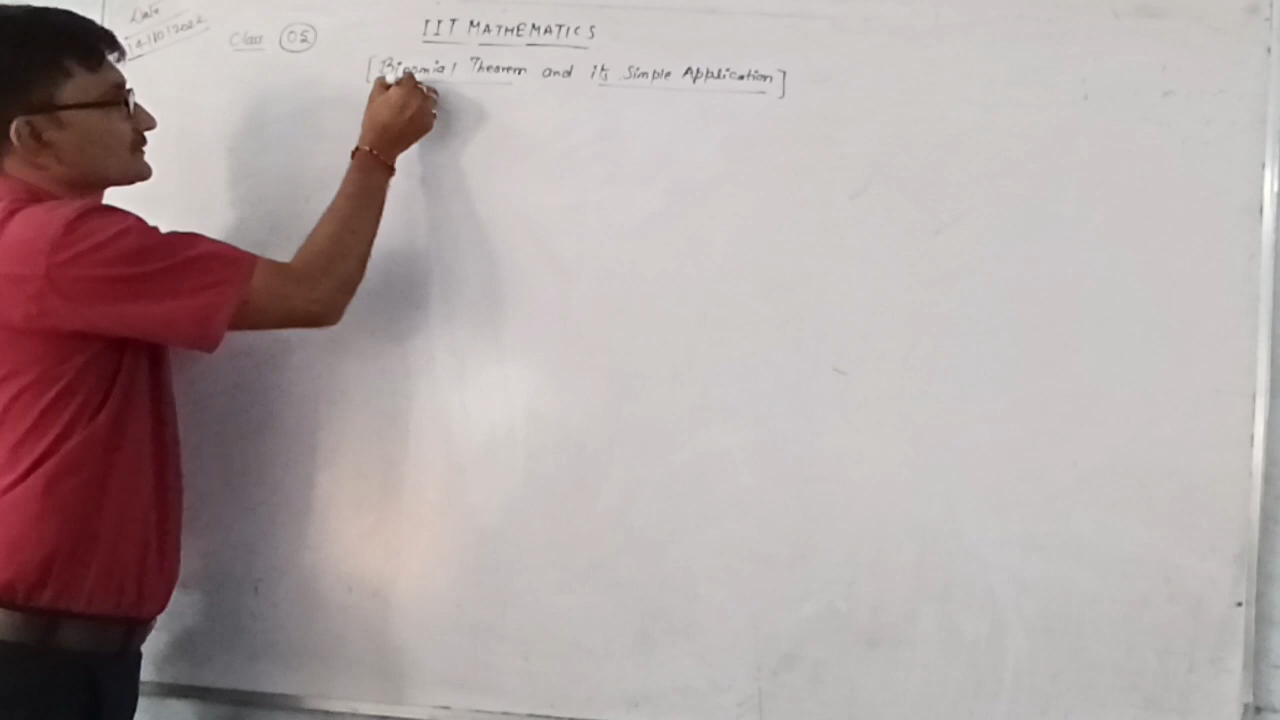 Date
14/10/2022
Class 05
IIT MATHEMATICS
[Binomial Theorem and its Simple Application]